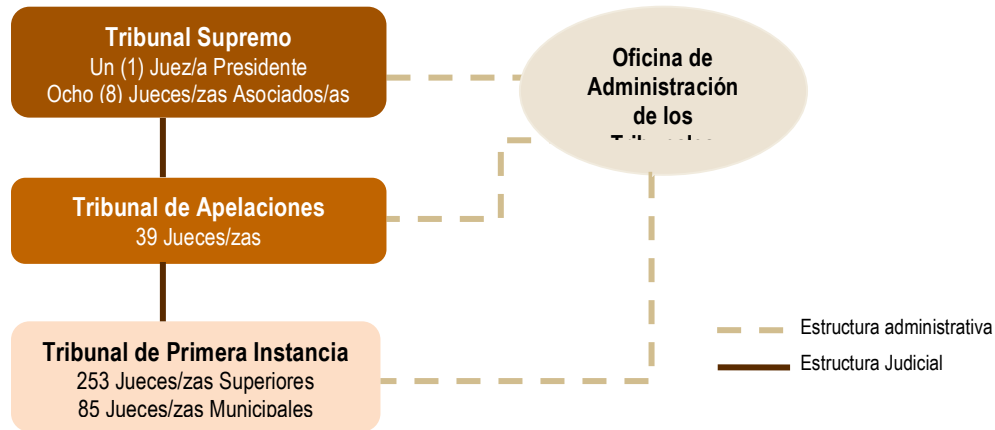 Tribunal Supremo
Un (1) Juez/a Presidente
Ocho (8) Jueces/zas Asociados/as
Oficina de
Administración
de los
Tribunal de Apelaciones
39 Jueces/zas
Tribunal de Primera Instancia
253 Jueces/zas Superiores
85 Jueces/zas Municipales
Estructura administrativa
Estructura Judicial